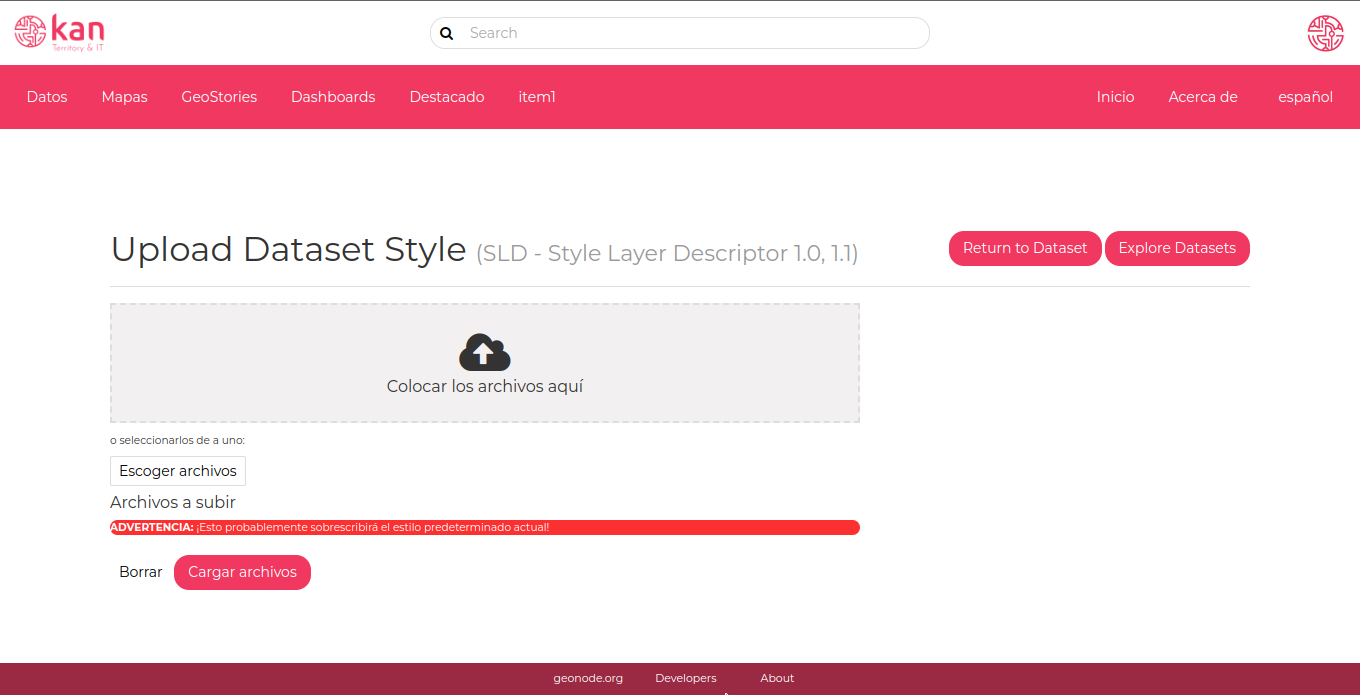 kan
Territory & IT
Search
Datos Mapas GeoStories Dashboards Destacado item1 Inicio Acerca de español
Upload Dataset Style (SLD - Style Layer Descriptor 1.0, 1.1) Return to Dataset Explore Datasets
Colocar los archivos aquí
o seleccionarlos de a uno:
Escoger archivos
Archivos a subir
ADVERTENCIA: ¡Esto probablemente sobrescribirá el estilo predeterminado actual!
Borrar Cargar archivos
geonode.org Developers About